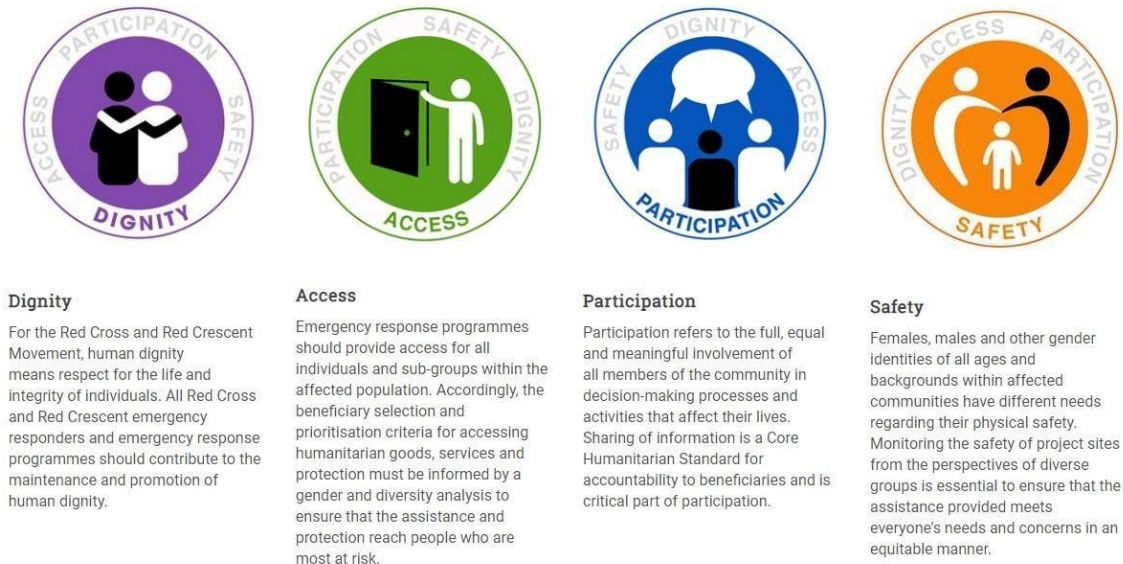 PARTICIPATION
ACCESS
SAFETY
DIGNITY
SAFETY
PARTICIPATION
DIGNITY
ACCESS
DIGNITY
SAFETY
ACCESS
PARTICIPATION
ACCESS
PARTICIPATION
DIGNITY
SAFETY
Dignity
For the Red Cross and Red Crescent
Movement, human dignity
means respect for the life and
integrity of individuals. All Red Cross
and Red Crescent emergency
responders and emergency response
programmes should contribute to the
maintenance and promotion of
human dignity.
Access
Emergency response programmes
should provide access for all
individuals and sub-groups within the
affected population. Accordingly, the
beneficiary selection and
prioritisation criteria for accessing
humanitarian goods, services and
protection must be informed by a
gender and diversity analysis to
ensure that the assistance and
protection reach people who are
most at risk.
Participation
Participation refers to the full, equal
and meaningful involvement of
all members of the community in
decision-making processes and
activities that affect their lives.
Sharing of information is a Core
Humanitarian Standard for
accountability to beneficiaries and is
critical part of participation.
Safety
Females, males and other gender
identities of all ages and
backgrounds within affected
communities have different needs
regarding their physical safety.
Monitoring the safety of project sites
from the perspectives of diverse
groups is essential to ensure that the
assistance provided meets
everyone's needs and concerns in an
equitable manner.